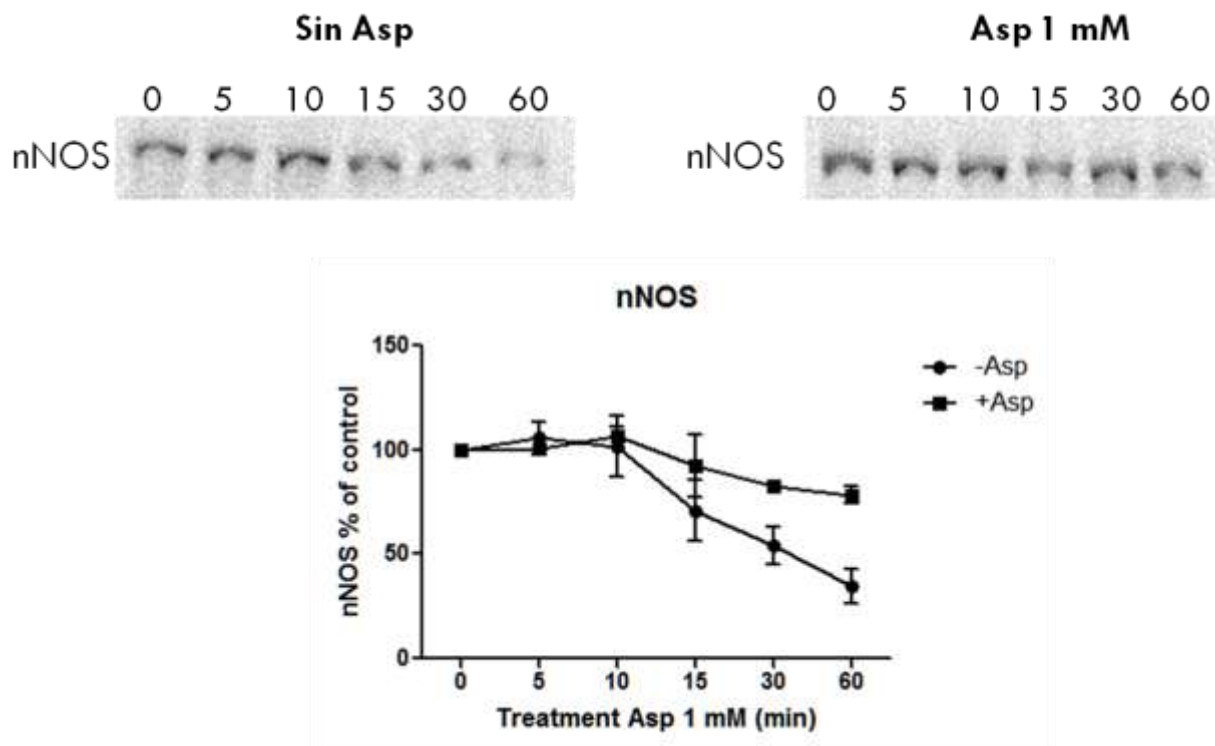 Sin Asp
Asp 1 mM
0 5 10 15 30 60
0 5 10 15 30 60
nNOS
nNOS
nNOS
150
100
50
0
nNOS % of control
-Asp
+Asp
0 5 10 15 30 60
Treatment Asp 1 mM (min)